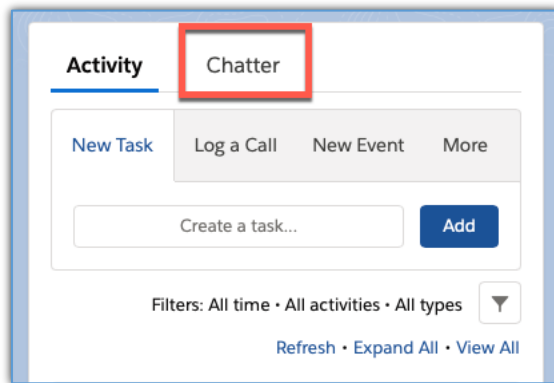 Activity Chatter
New Task Log a Call New Event More
Create a task... Add
Filters: All time • All activities • All types
Refresh • Expand All • View All